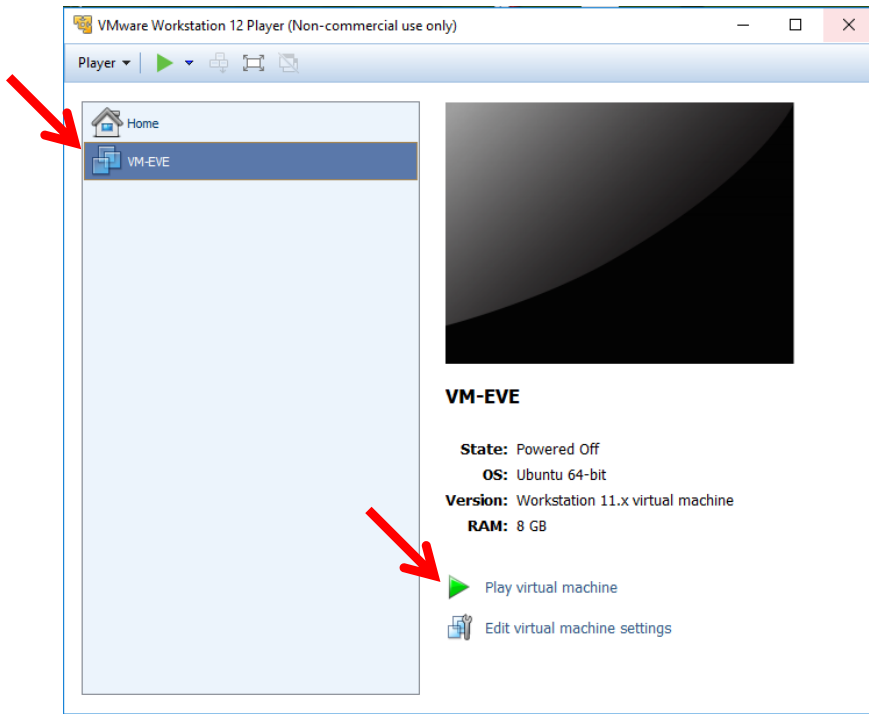 VMware Workstation 12 Player (Non-commercial use only)
Player
Home
VM-EVE
VM-EVE
State: Powered Off
OS: Ubuntu 64-bit
Version: Workstation 11.x virtual machine
RAM: 8 GB
Play virtual machine
Edit virtual machine settings